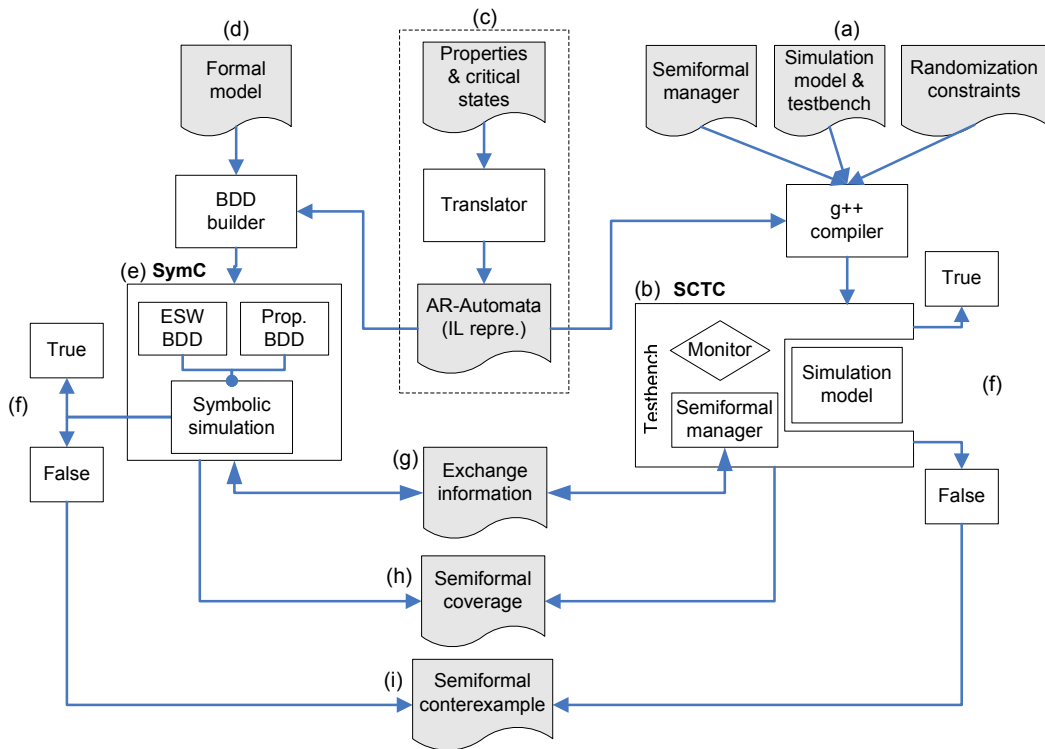 (c)
(d)
(a)
Formal
model
Properties
& critical
states
Semiformal
manager
Simulation
model &
testbench
Randomization
constraints
BDD
builder
Translator
g++
compiler
(e) SymC
(b) SCTC
ESW
BDD
Prop.
BDD
AR-Automata
(IL repre.)
True
True
Testbench
Monitor
Simulation
model
Symbolic
simulation
Semiformal
manager
(f)
(f)
False
False
(g)
Exchange
information
(h)
Semiformal
coverage
(i)
Semiformal
conterexample